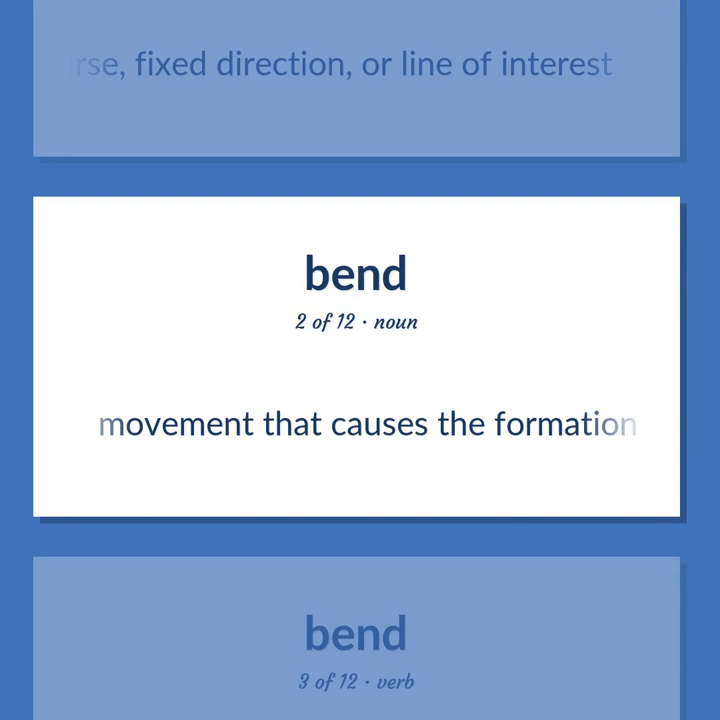 fixed direction, or line of interest
bend
2 of 12 · noun
movement that causes the formation
bend
3 of 12 · verb